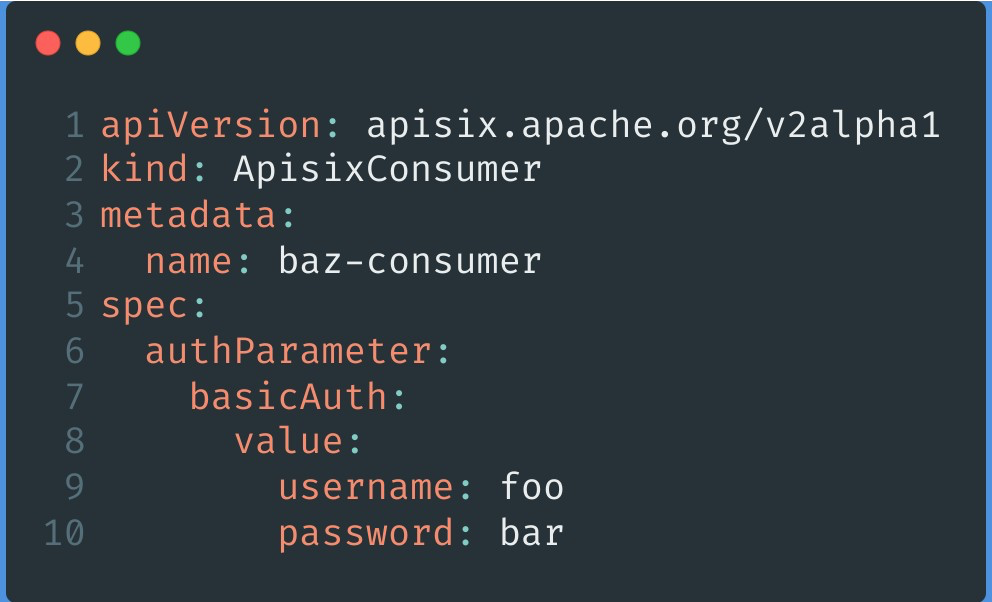 1 apiVersion: apisix.apache.org/v2alpha1
2 kind: ApisixConsumer
3 metadata:
4   name: baz-consumer
5 spec:
6   authParameter:
7     basicAuth:
8       value:
9         username: foo
10         password: bar